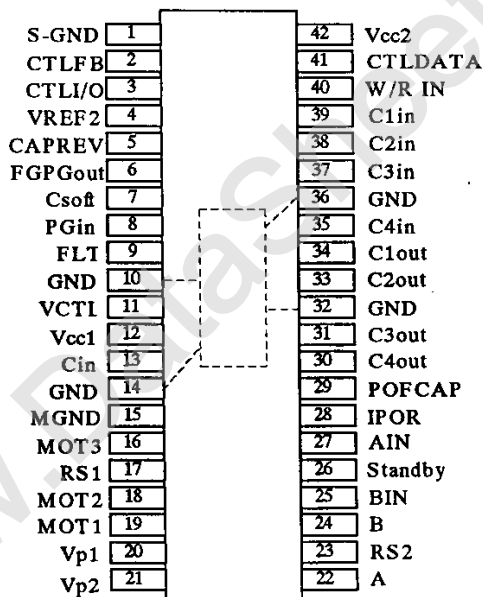 S-GND 1 42 Vcc2
CTLFB 2 41 CTLDATA
CTLI/O 3 40 W/R IN
VREF2 4 39 C1in
CAPREV 5 38 C2in
FGPGout 6 37 C3in
Csoft 7 36 GND
PGin 8 35 C4in
FLT 9 34 C1out
GND 10 33 C2out
VCTL 11 32 GND
Vcc1 12 31 C3out
Cin 13 30 C4out
GND 14 29 POFCAP
MGND 15 28 IPOR
MOT3 16 27 AIN
RS1 17 26 Standby
MOT2 18 25 BIN
MOT1 19 24 B
Vp1 20 23 RS2
Vp2 21 22 A